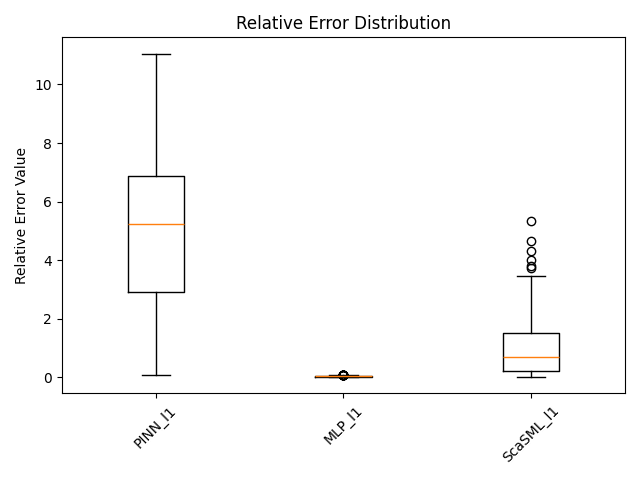 Relative Error Distribution
Relative Error Value
10
8
6
4
2
0
PINN_l1
MLP_l1
ScaSML_l1